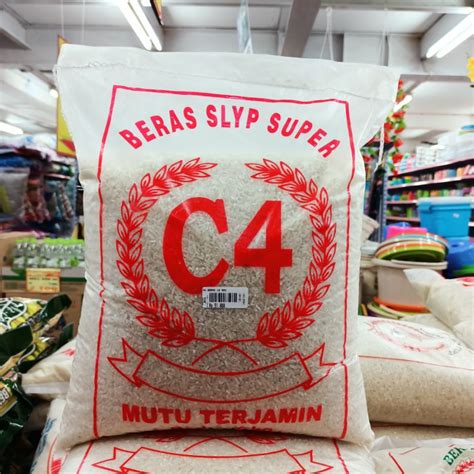 BERAS SLYP SUPER
C4
MUTU TERJAMIN